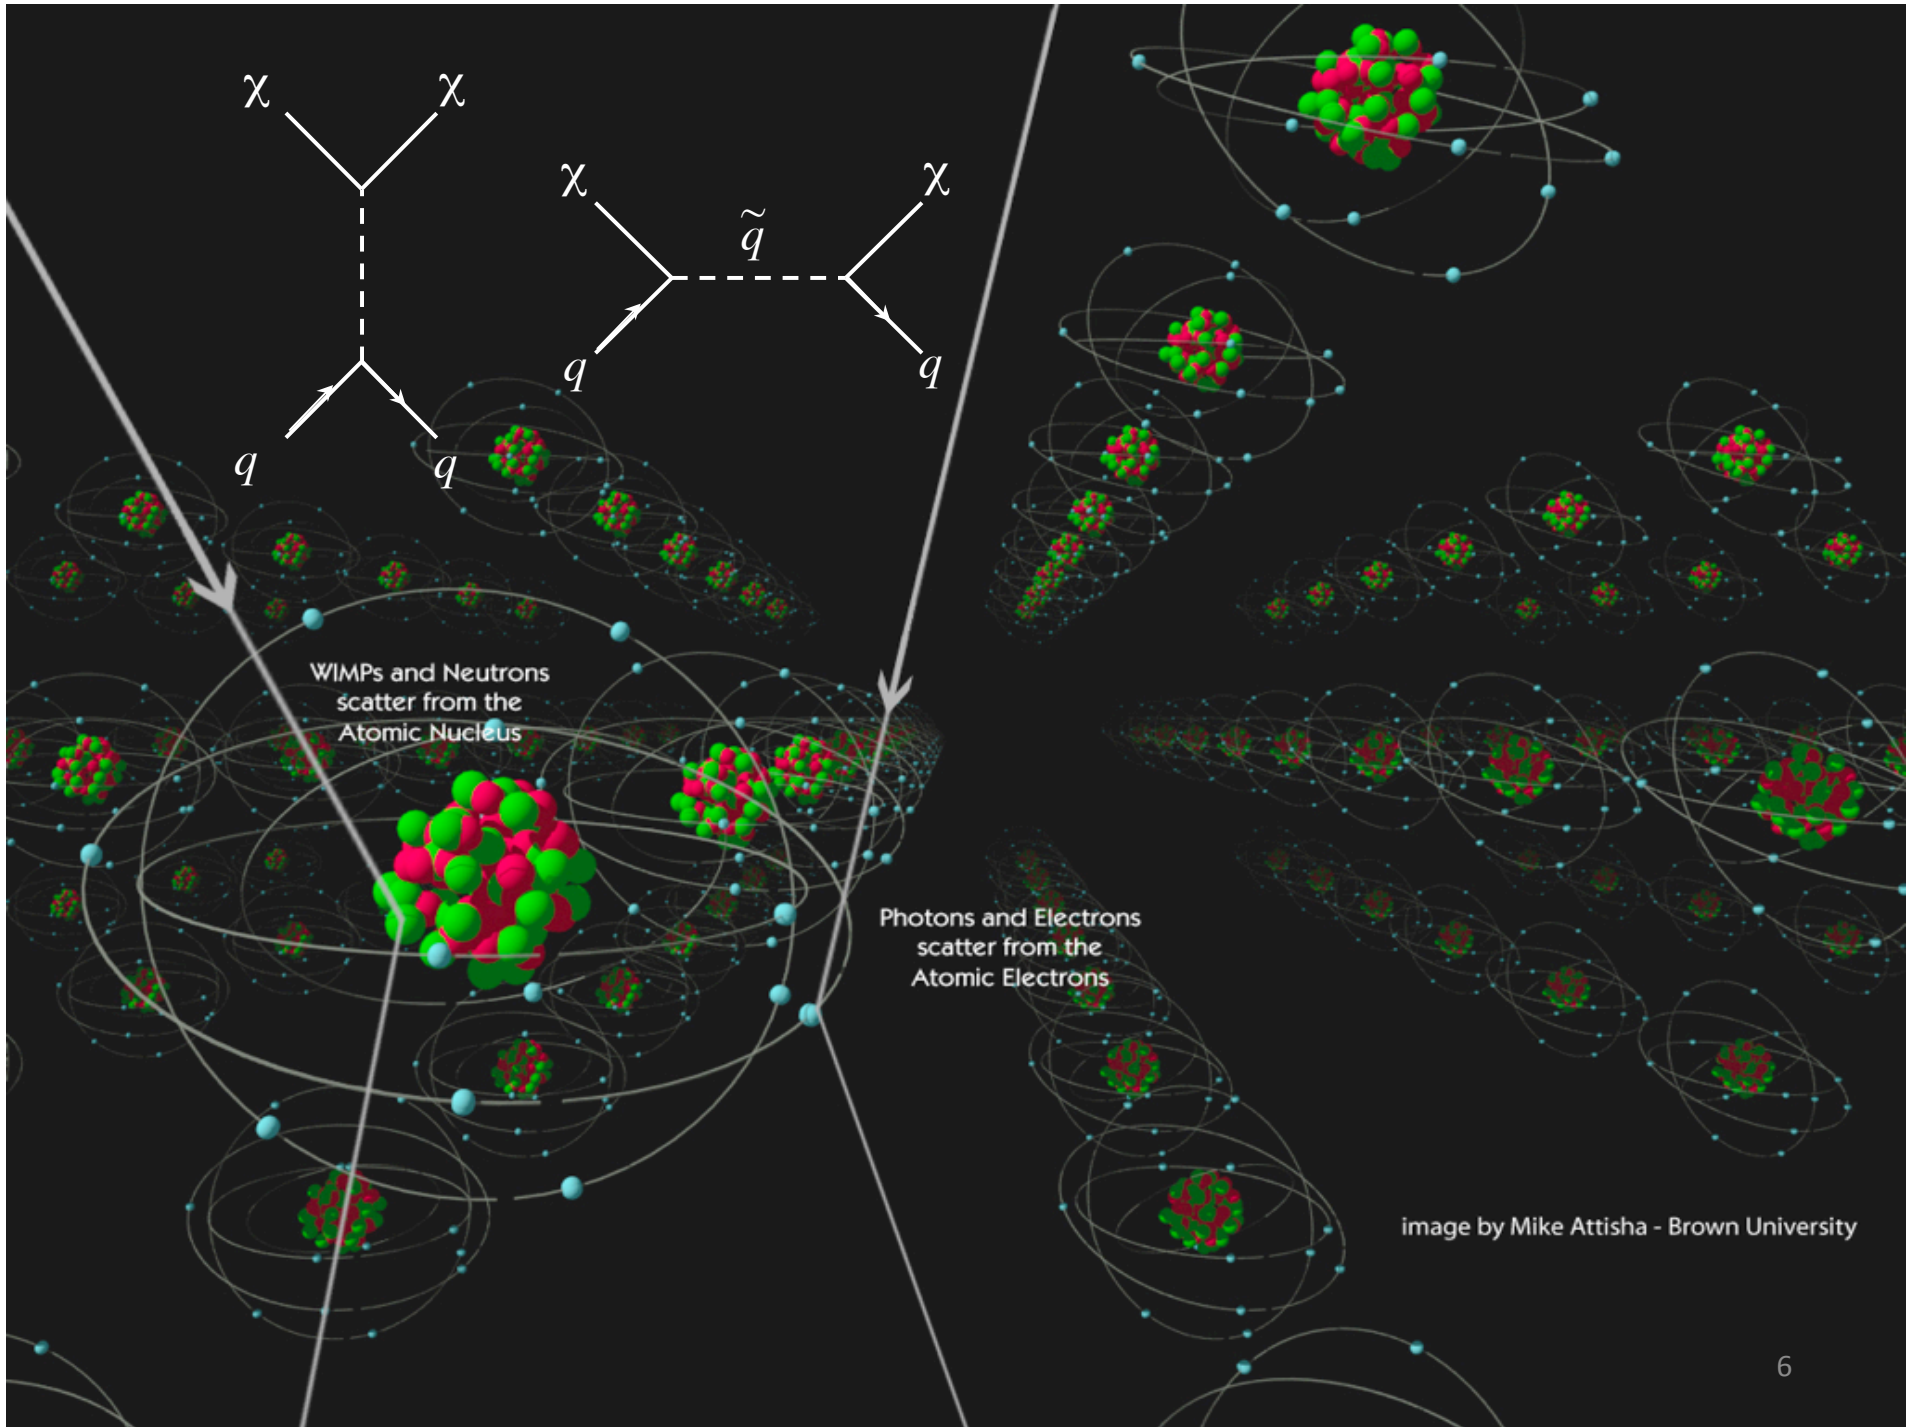 χ χ
χ χ
q̃
q q
q q
WIMPs and Neutrons
scatter from the
Atomic Nucleus
Photons and Electrons
scatter from the
Atomic Electrons
image by Mike Attisha - Brown University
6